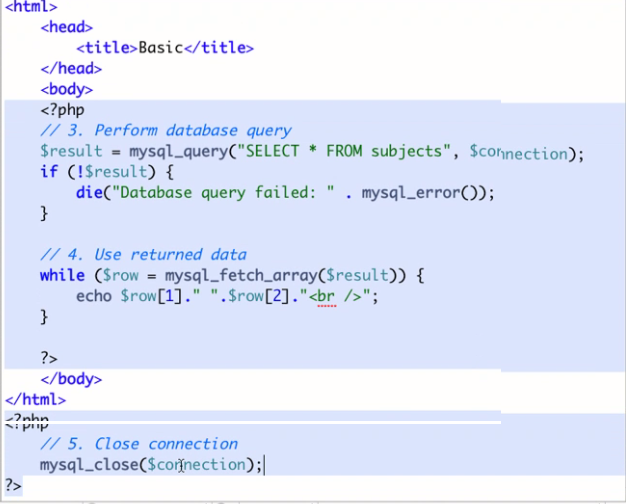 <html>
<head>
<title>Basic</title>
</head>
<body>
<?php
// 3. Perform database query
$result = mysql_query("SELECT * FROM subjects", $connection);
if (!$result) {
die("Database query failed: " . mysql_error());
}
// 4. Use returned data
while ($row = mysql_fetch_array($result)) {
echo $row[1]." ".$row[2]."<br />";
}
?>
</body>
</html>
<?php
// 5. Close connection
mysql_close($connection);
?>